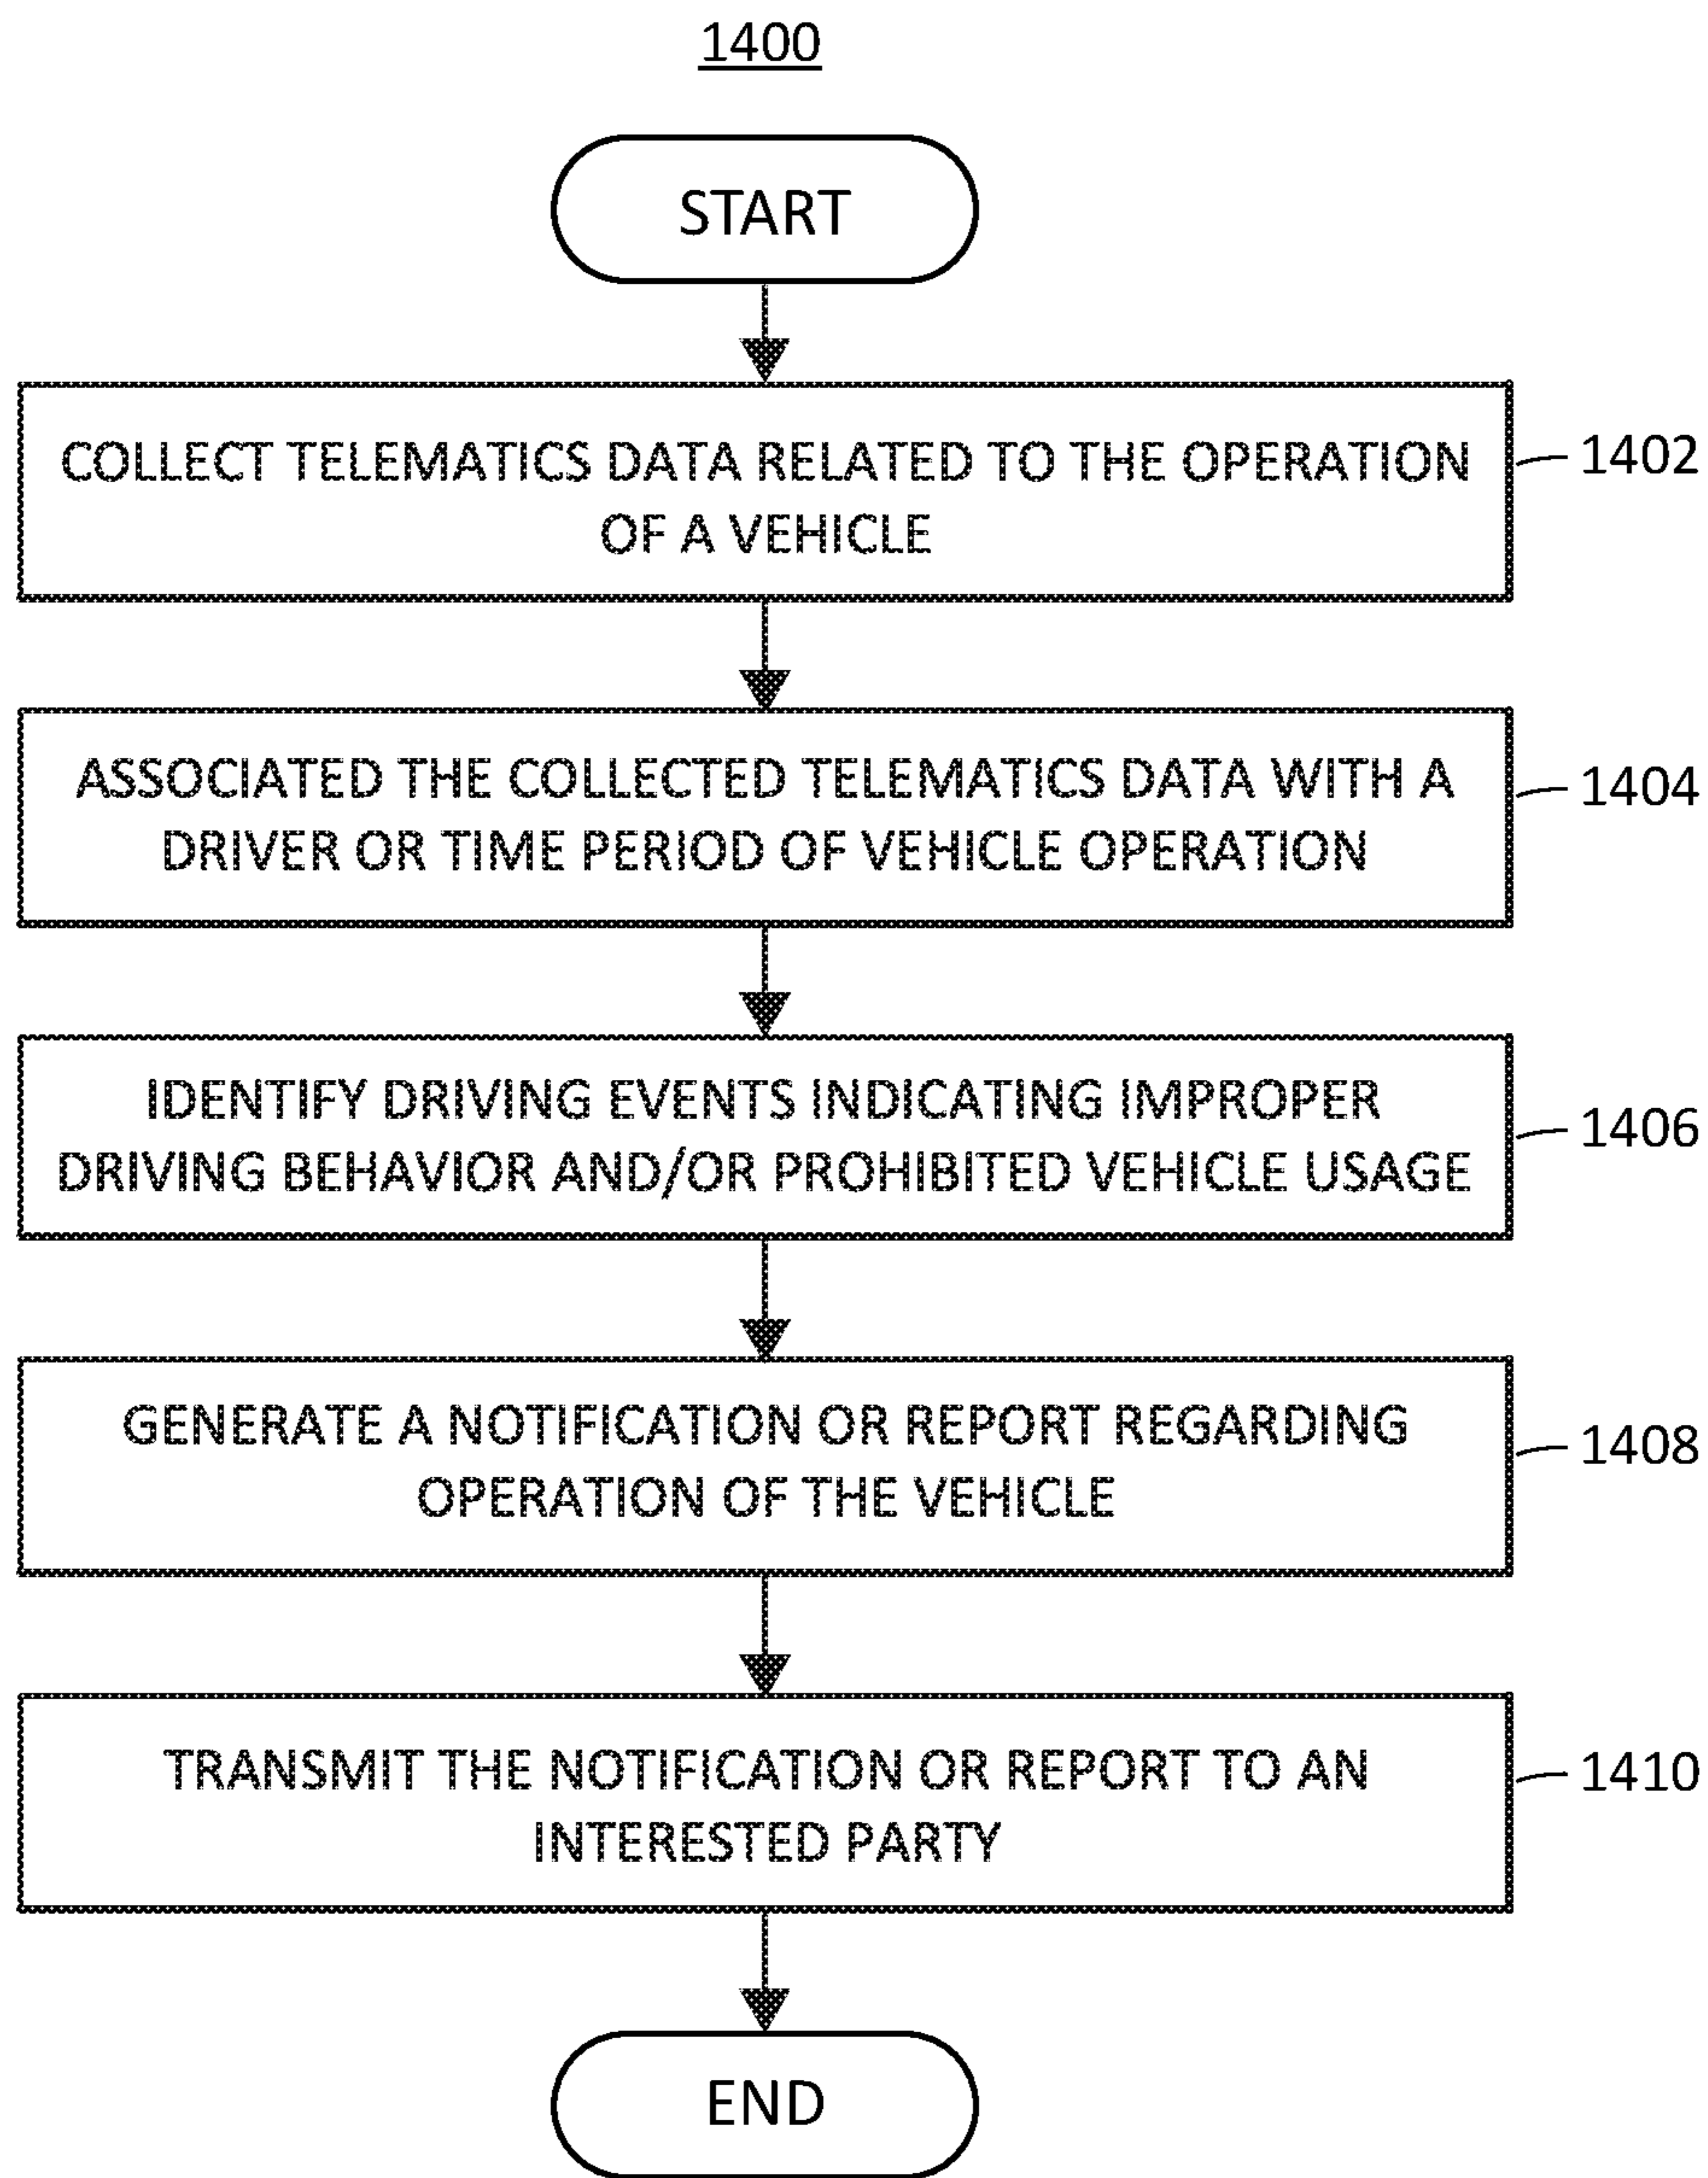 1400
START
COLLECT TELEMATICS DATA RELATED TO THE OPERATION
OF A VEHICLE
1402
ASSOCIATED THE COLLECTED TELEMATICS DATA WITH A
DRIVER OR TIME PERIOD OF VEHICLE OPERATION
1404
IDENTIFY DRIVING EVENTS INDICATING IMPROPER
DRIVING BEHAVIOR AND/OR PROHIBITED VEHICLE USAGE
1406
GENERATE A NOTIFICATION OR REPORT REGARDING
OPERATION OF THE VEHICLE
1408
TRANSMIT THE NOTIFICATION OR REPORT TO AN
INTERESTED PARTY
1410
END